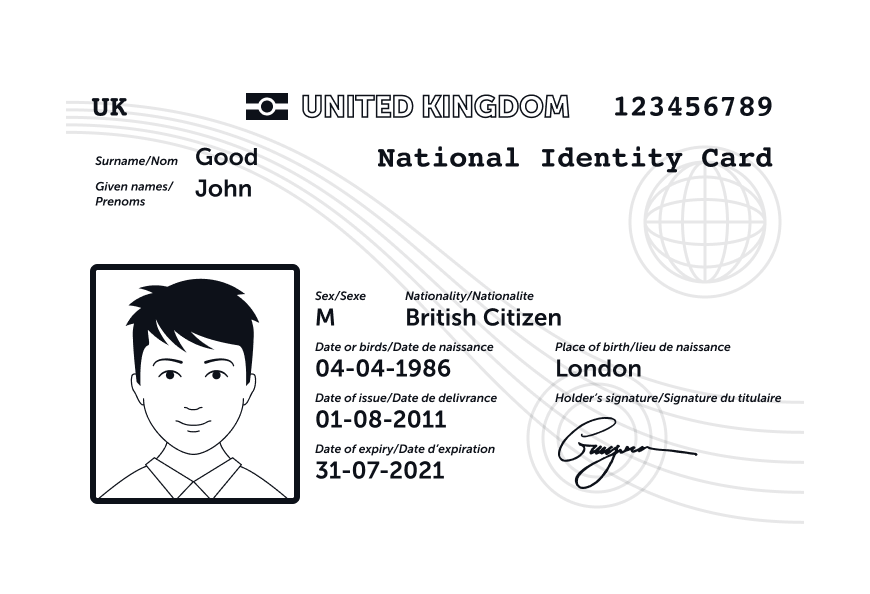 UK
UNITED KINGDOM
123456789
National Identity Card
Surname/Nom
Good
Given names/
Prenoms
John
Sex/Sexe
M
Nationality/Nationalite
British Citizen
Date or birds/Date de naissance
04-04-1986
Place of birth/lieu de naissance
London
Date of issue/Date de delivrance
01-08-2011
Holder's signature/Signature du titulaire
Date of expiry/Date d'expiration
31-07-2021